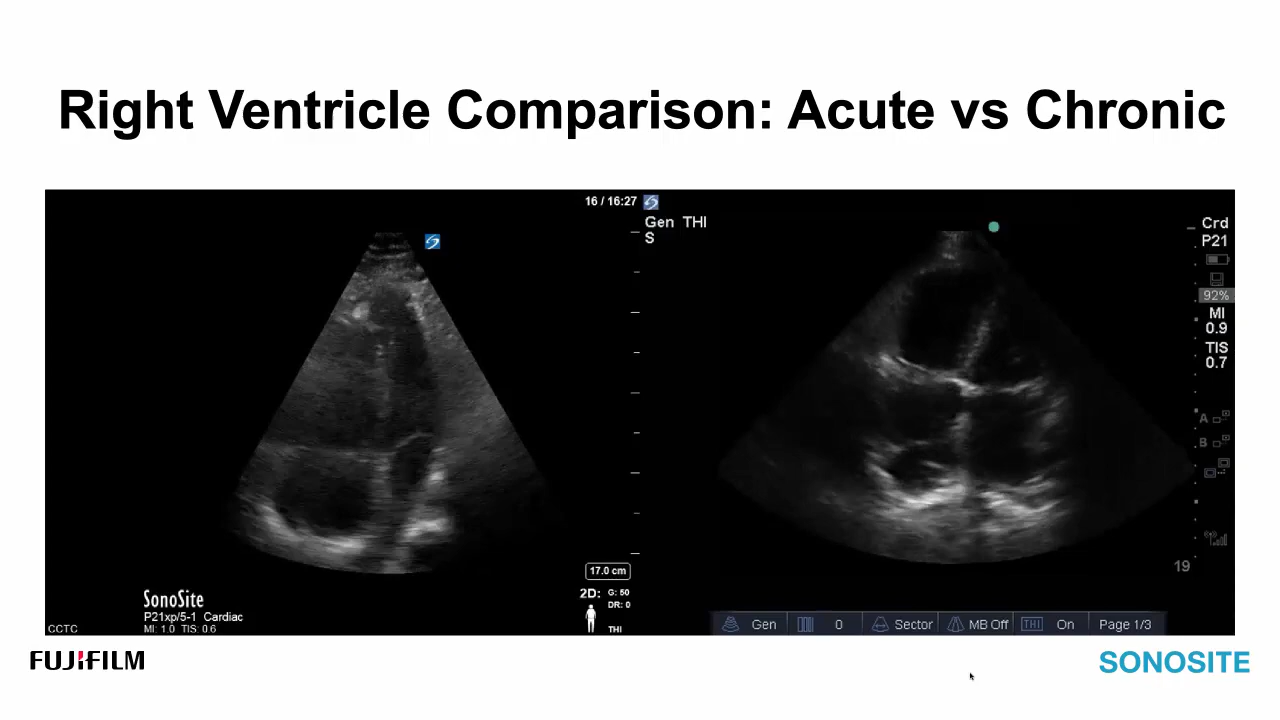 Right Ventricle Comparison: Acute vs Chronic
16 / 16:27
Gen THI
S
Crd
P21
92%
MI
0.9
TIS
0.7
A
B
17.0 cm
2D: G: 50
DR: 0
THI
19
SonoSite
P21xp/5-1 Cardiac
MI: 1.0 TIS: 0.6
CCTC
Gen 0 Sector MB Off THI On Page 1/3
FUJIFILM
SONOSITE